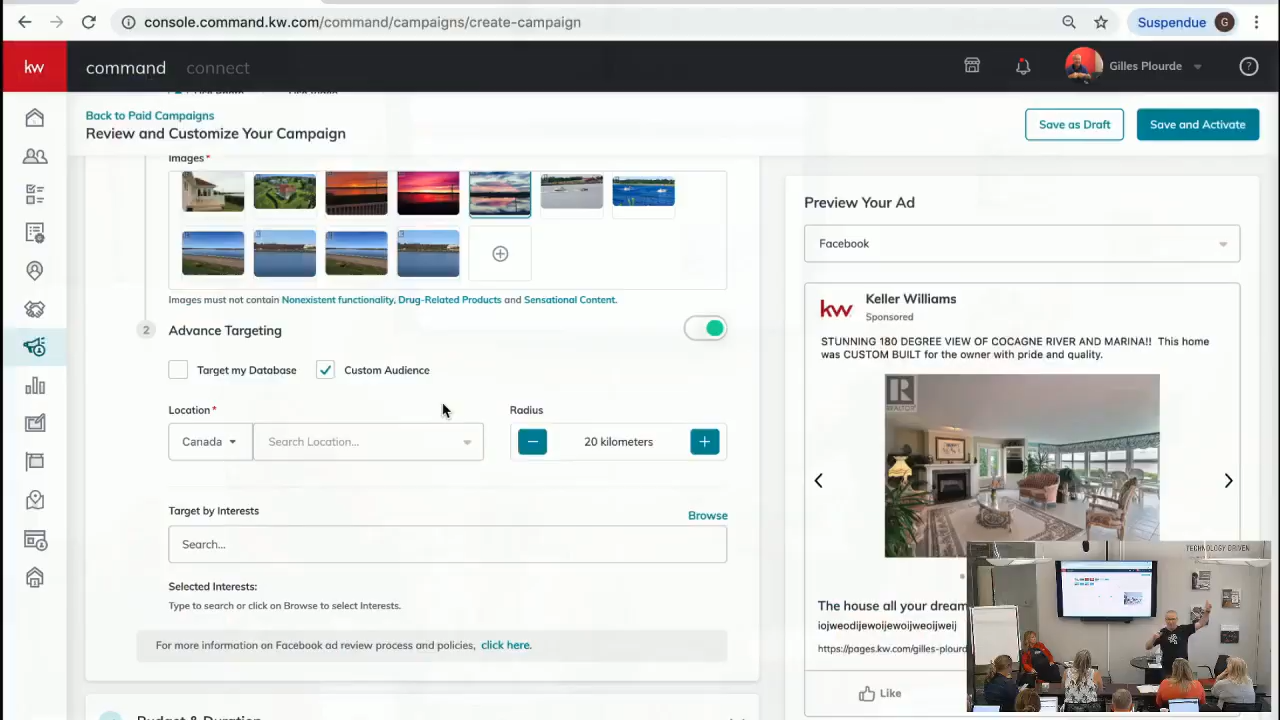 console.command.kw.com/command/campaigns/create-campaign
Suspendue G
kw command connect
Gilles Plourde
Back to Paid Campaigns
Review and Customize Your Campaign
Save as Draft
Save and Activate
Images*
Images must not contain Nonexistent functionality, Drug-Related Products and Sensational Content.
2 Advance Targeting
Target my Database
Custom Audience
Location*
Radius
Canada
Search Location...
20 kilometers
Target by Interests
Browse
Search...
Selected Interests:
Type to search or click on Browse to select Interests.
For more information on Facebook ad review process and policies, click here.
Budget & Duration
Preview Your Ad
Facebook
kw
Keller Williams
Sponsored
STUNNING 180 DEGREE VIEW OF COCAGNE RIVER AND MARINA!! This home
was CUSTOM BUILT for the owner with pride and quality.
R
REALTOR
TECHNOLOGY DRIVEN
The house all your dream
iojweodijewoijewoijweoijweij
https://pages.kw.com/gilles-plourd
Like